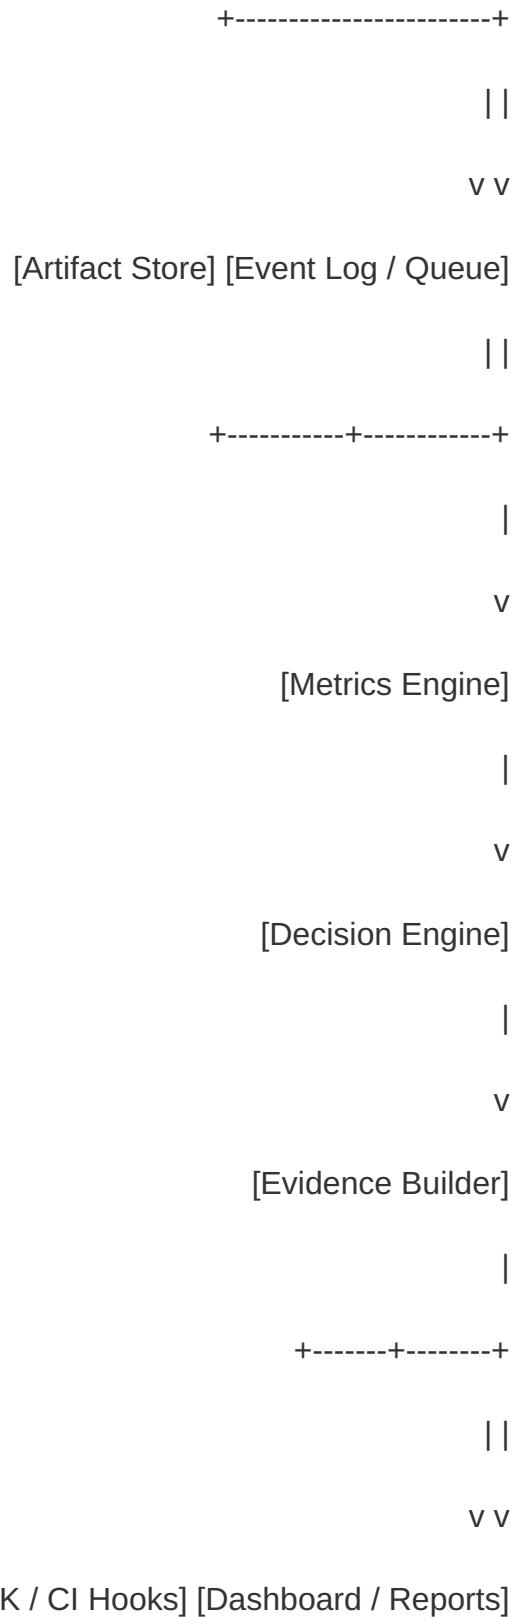 +------------------------+
| |
v v
[Artifact Store] [Event Log / Queue]
| |
+-----------+------------+
|
v
[Metrics Engine]
|
v
[Decision Engine]
|
v
[Evidence Builder]
|
+-------+--------+
| |
v v
K / CI Hooks] [Dashboard / Reports]